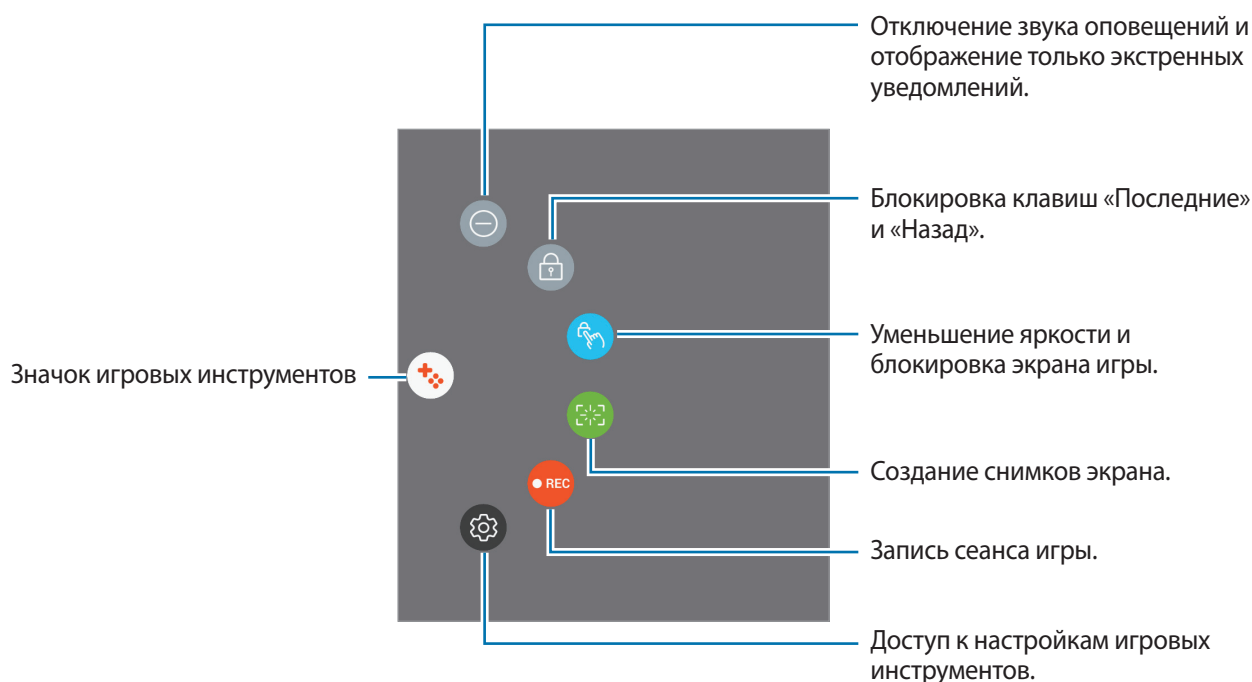 Отключение звука оповещений и
отображение только экстренных
уведомлений.
Блокировка клавиш «Последние»
и «Назад».
Уменьшение яркости и
блокировка экрана игры.
Значок игровых инструментов
Создание снимков экрана.
REC
Запись сеанса игры.
Доступ к настройкам игровых
инструментов.